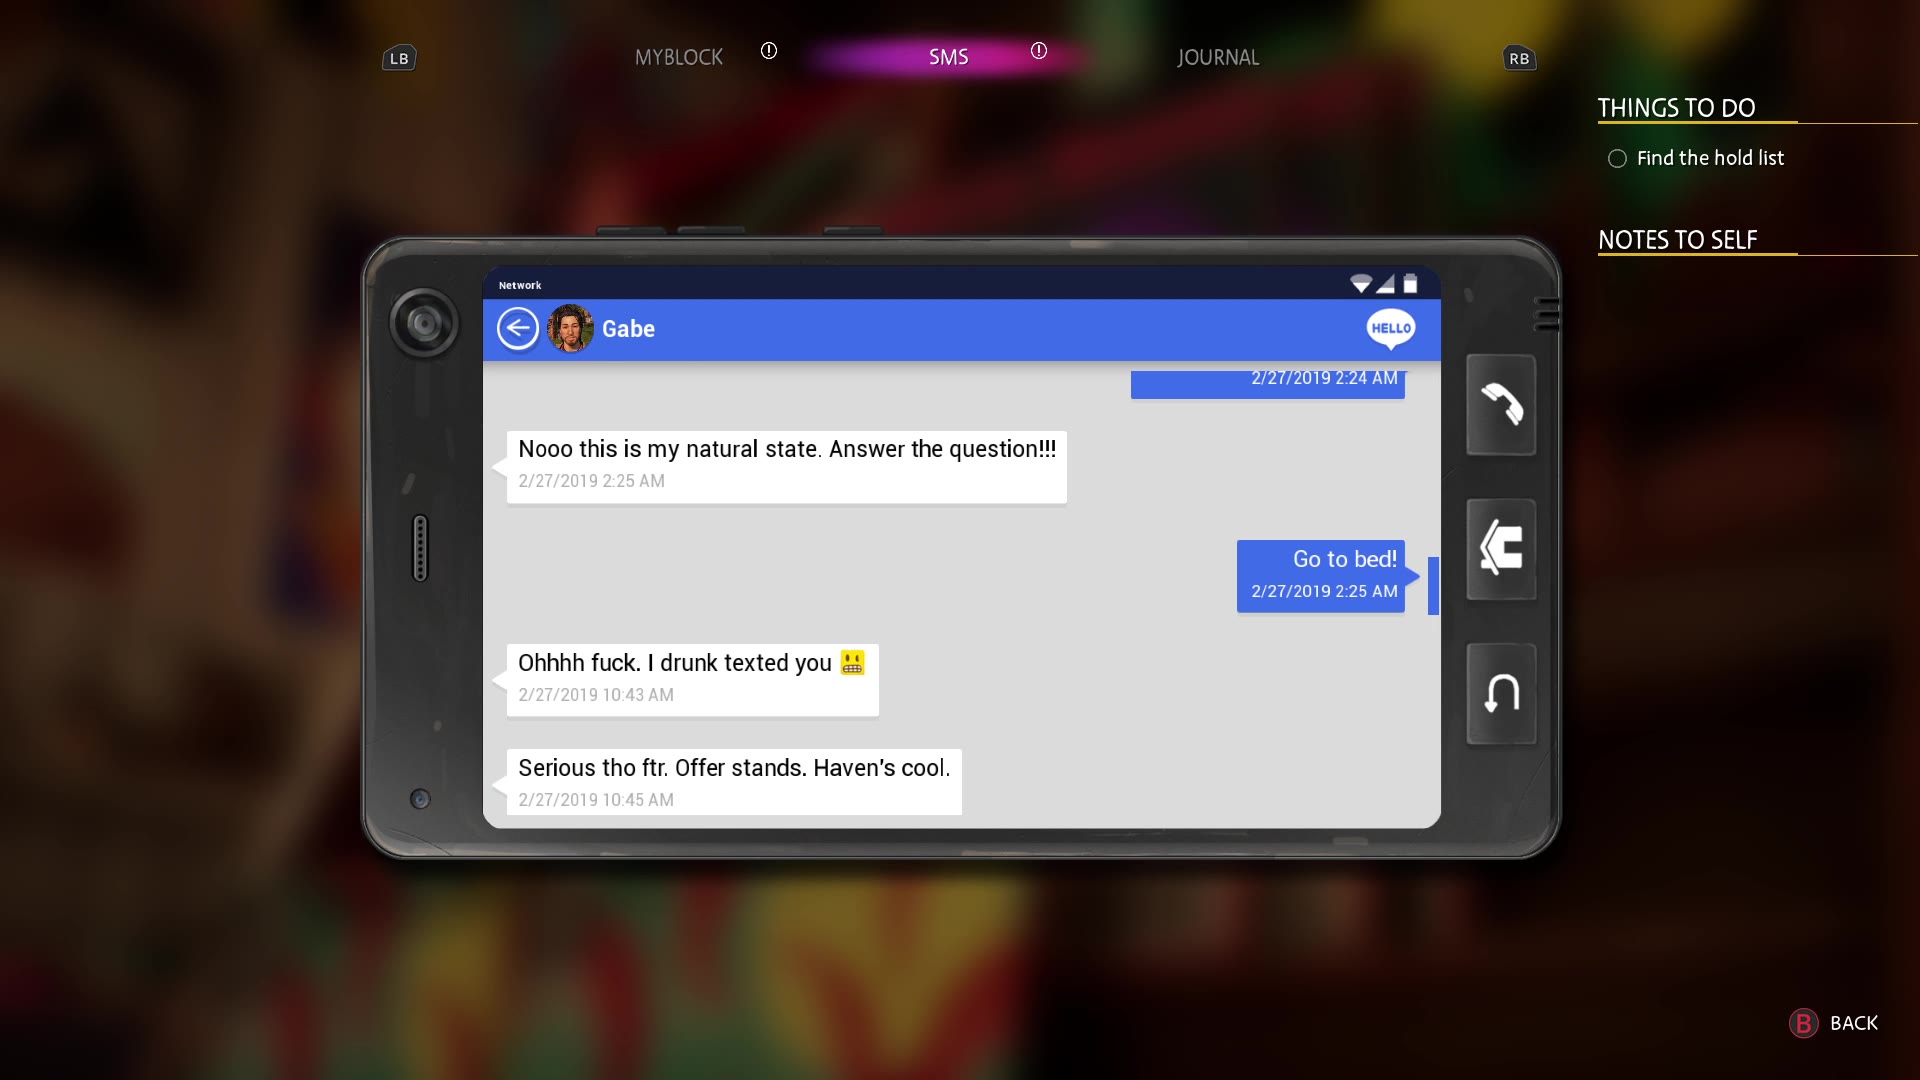 LB
MYBLOCK
SMS
JOURNAL
RB
THINGS TO DO
Find the hold list
NOTES TO SELF
Network
Gabe
HELLO
2/27/2019 2:24 AM
Nooo this is my natural state. Answer the question!!!
2/27/2019 2:25 AM
Go to bed!
2/27/2019 2:25 AM
Ohhhh fuck. I drunk texted you 😬
2/27/2019 10:43 AM
Serious tho ftr. Offer stands. Haven's cool.
2/27/2019 10:45 AM
B BACK